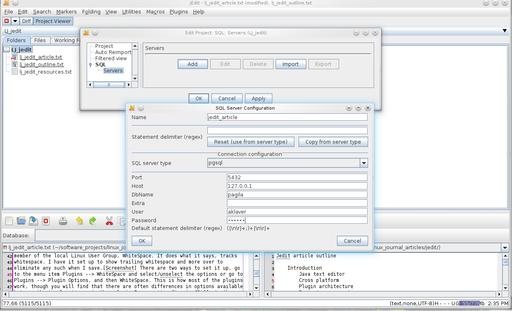 jEdit - lj_jedit_article.txt (modified), lj_jedit_outline.txt
File Edit Search Markers Folding View Utilities Macros Plugins Help
Diff Project Viewer
LJ_jedit
Folders Files Working
LJ_jedit
lj_jedit_article.txt
lj_jedit_outline.txt
lj_jedit_resources.txt
Edit Project: SQL: Servers (LJ_jedit)
Project
Auto Reimport
Filtered view
SQL
Servers
Servers
Add Edit Delete Import Export
OK Cancel Apply
SQL Server Configuration
Name jedit_article
Statement delimiter (regex)
Reset (use from server type) Copy from server type
Connection configuration
SQL server type pgsql
Port 5432
Host 127.0.0.1
DbName pagila
Extra
User aklaver
Password
Default statement delimiter (regex)
OK Cancel
lj_jedit_article.txt (~/software_projects/linux_jo
ux_journal_articles/jedit/)
member of the local Linux User Group. WhiteSpace. It does what it says, tracks
whitespace. I have it set up to show trailing whitespace and more over to
eliminate any such when I save.[Screenshot] There are two ways to set it up, go
to the menu item Plugins --> WhiteSpace and select/unselect the options or go to
Plugins --> Plugin Options, and then WhiteSpace. This is how most of the plugins
work, though you will find that there are often differences in options available
Jedit article outline
Introduction
Java text editor
Cross platform
Plugin architecture
77,66 (5115/5115)
(text,none,UTF-8) 2:35 PM